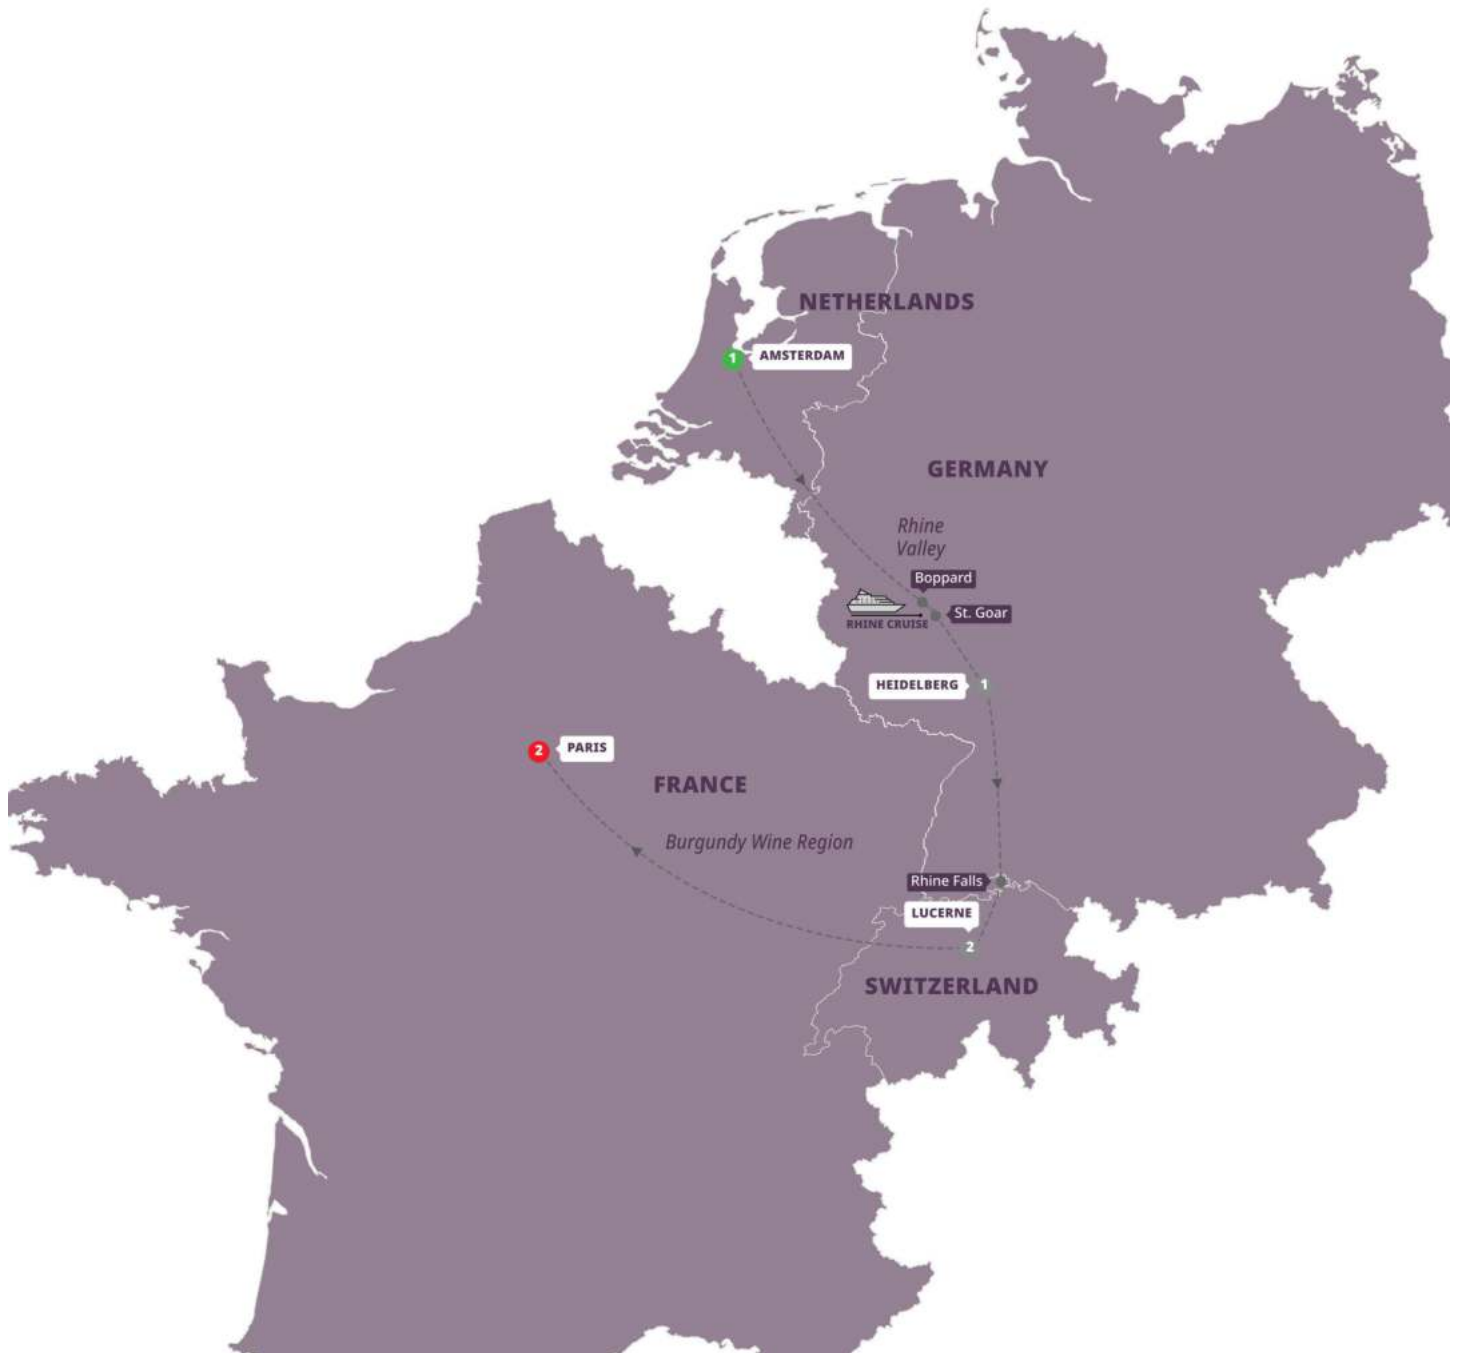 NETHERLANDS
1
AMSTERDAM
GERMANY
Rhine
Valley
Boppard
St. Goar
RHINE CRUISE
HEIDELBERG
1
2
PARIS
FRANCE
Burgundy Wine Region
Rhine Falls
LUCERNE
2
SWITZERLAND